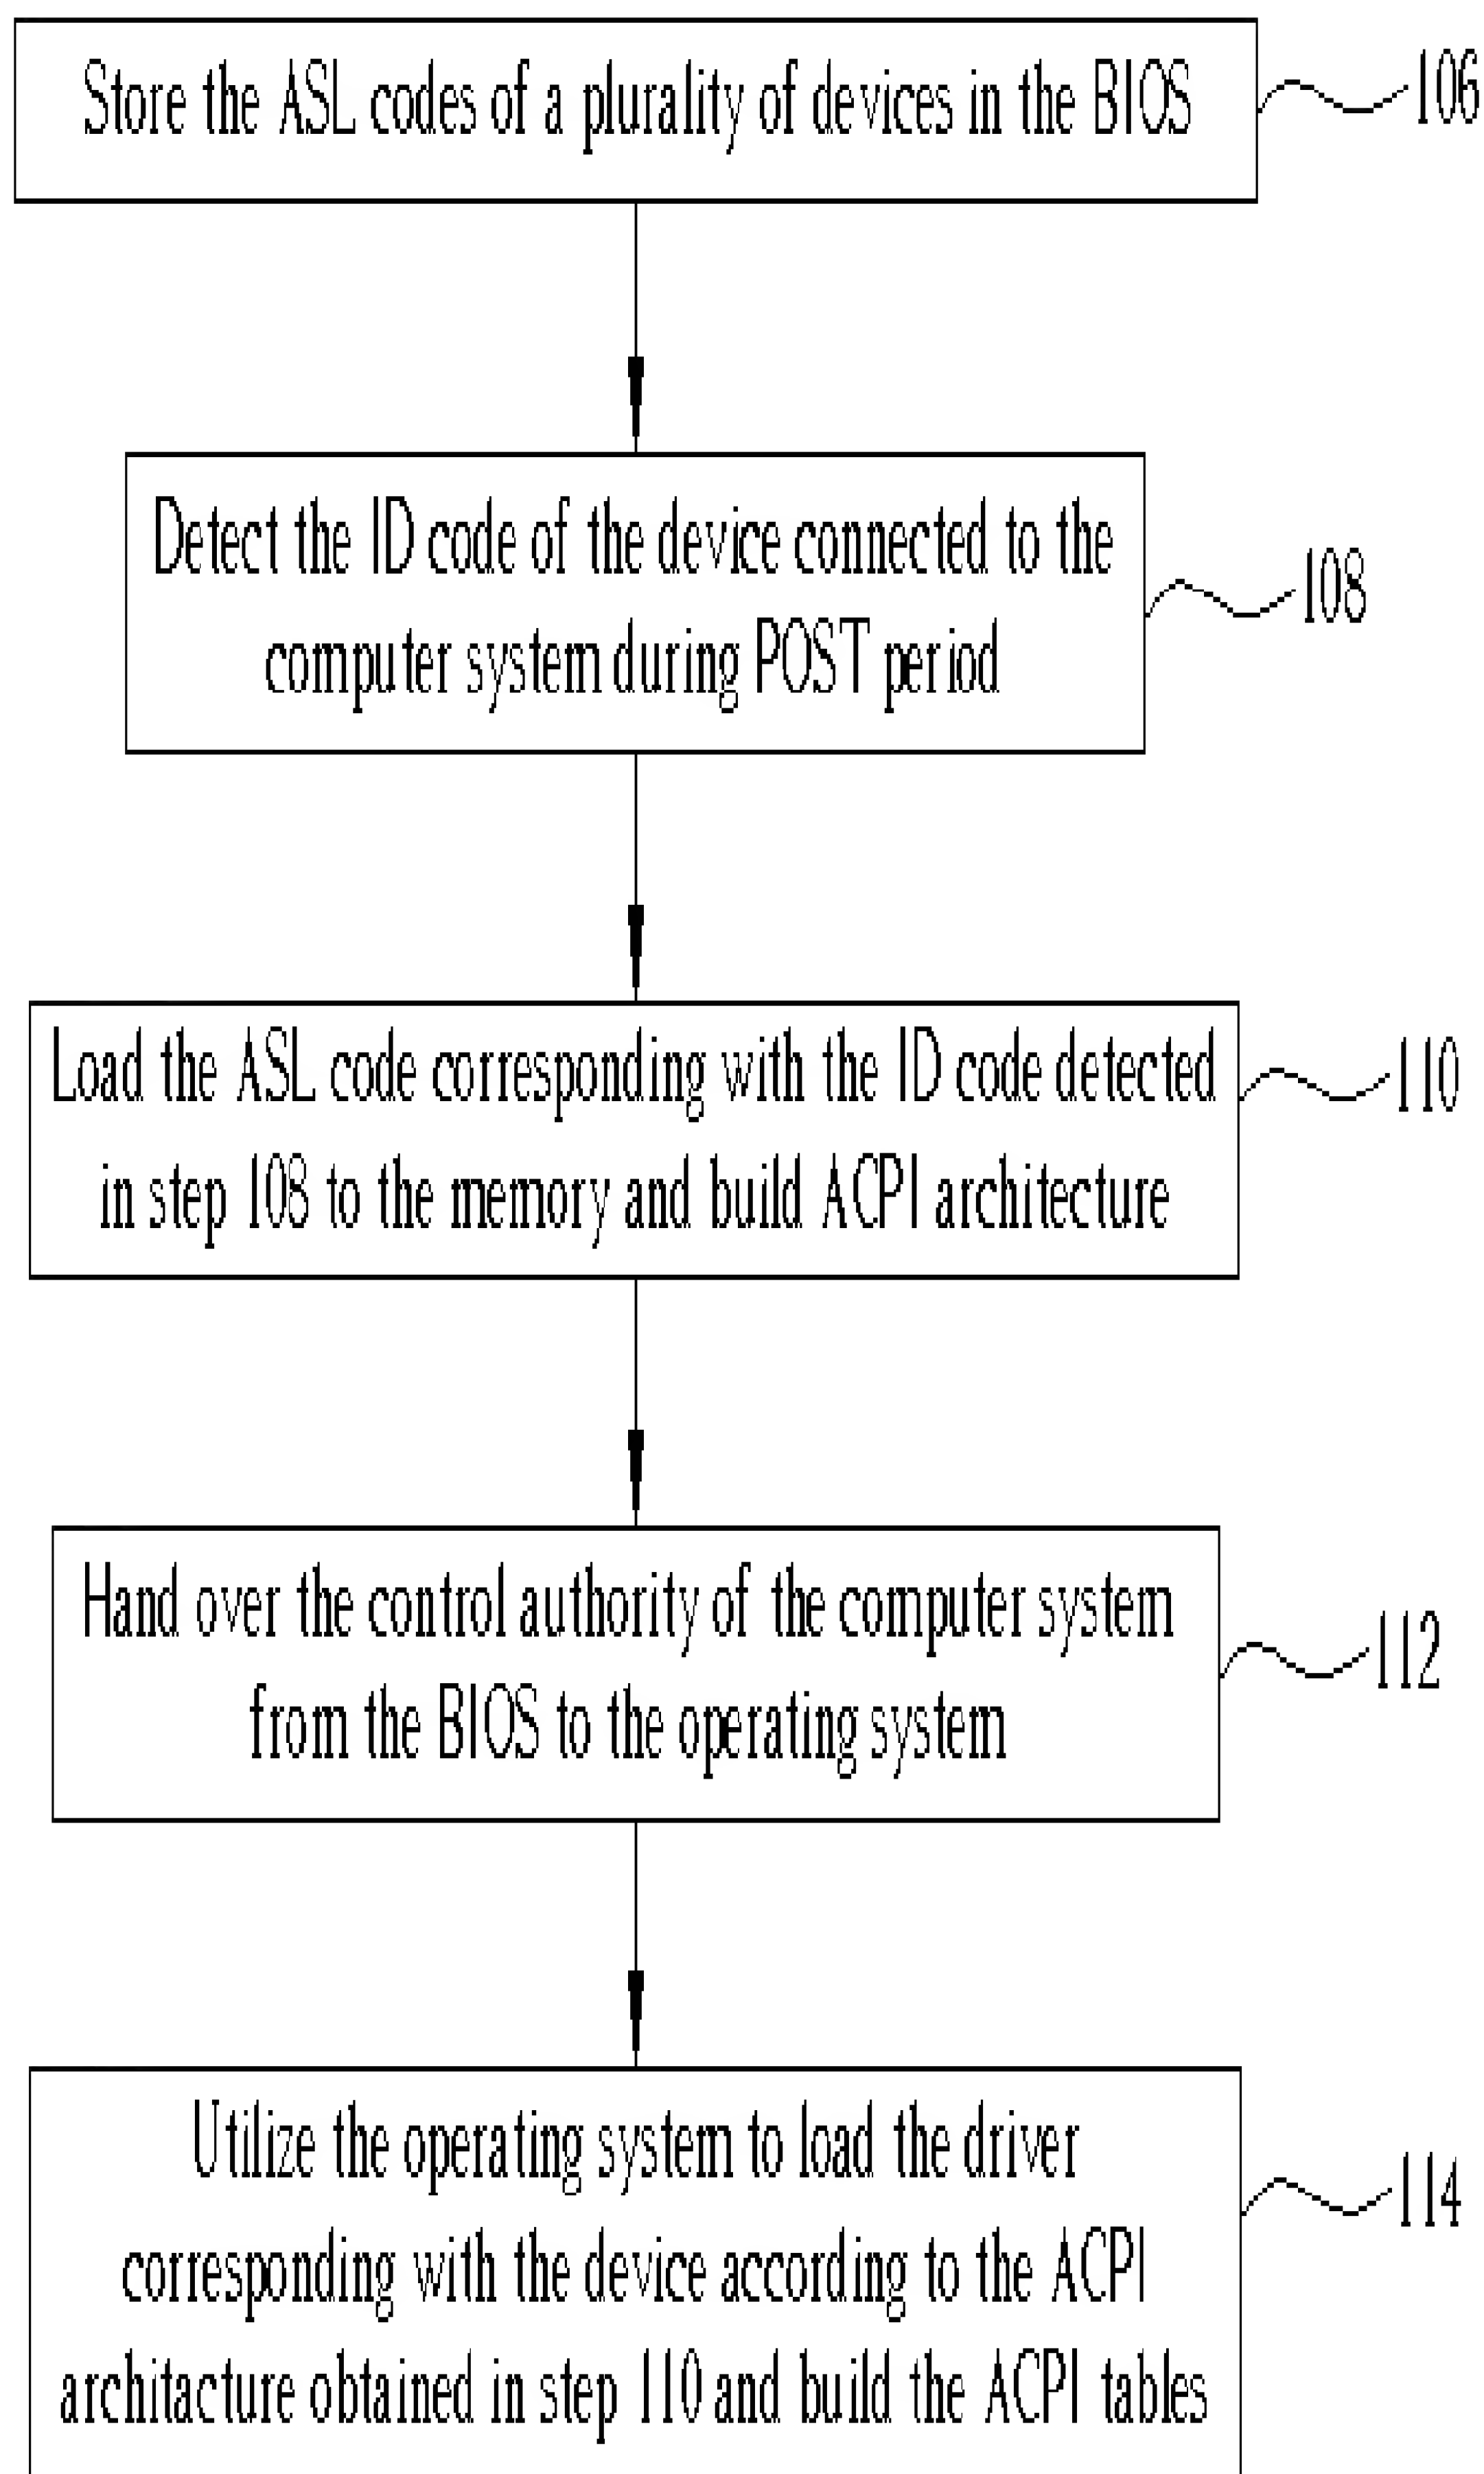 Store the ASL codes of a plurality of devices in the BIOS
106
Detect the ID code of the device connected to the
computer system during POST period
108
Load the ASL code corresponding with the ID code detected
in step 108 to the memory and build ACPI architecture
110
Hand over the control authority of the computer system
from the BIOS to the operating system
112
Utilize the operating system to load the driver
corresponding with the device according to the ACPI
architacture obtained in step 110 and build the ACPI tables
114